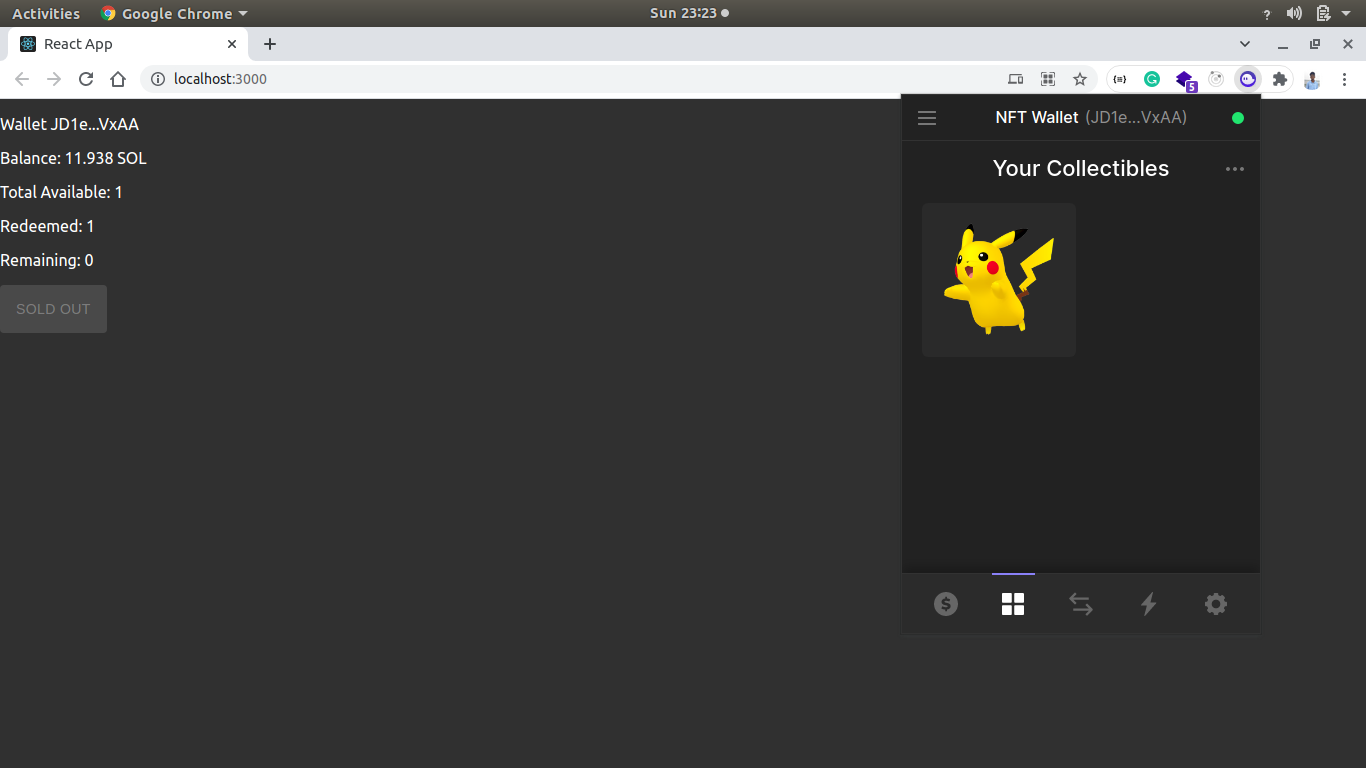 Activities Google Chrome Sun 23:23 ?
React App
localhost:3000 {≡} G 5
Wallet JD1e...VxAA
Balance: 11.938 SOL
Total Available: 1
Redeemed: 1
Remaining: 0
SOLD OUT
NFT Wallet (JD1e...VxAA)
Your Collectibles
$